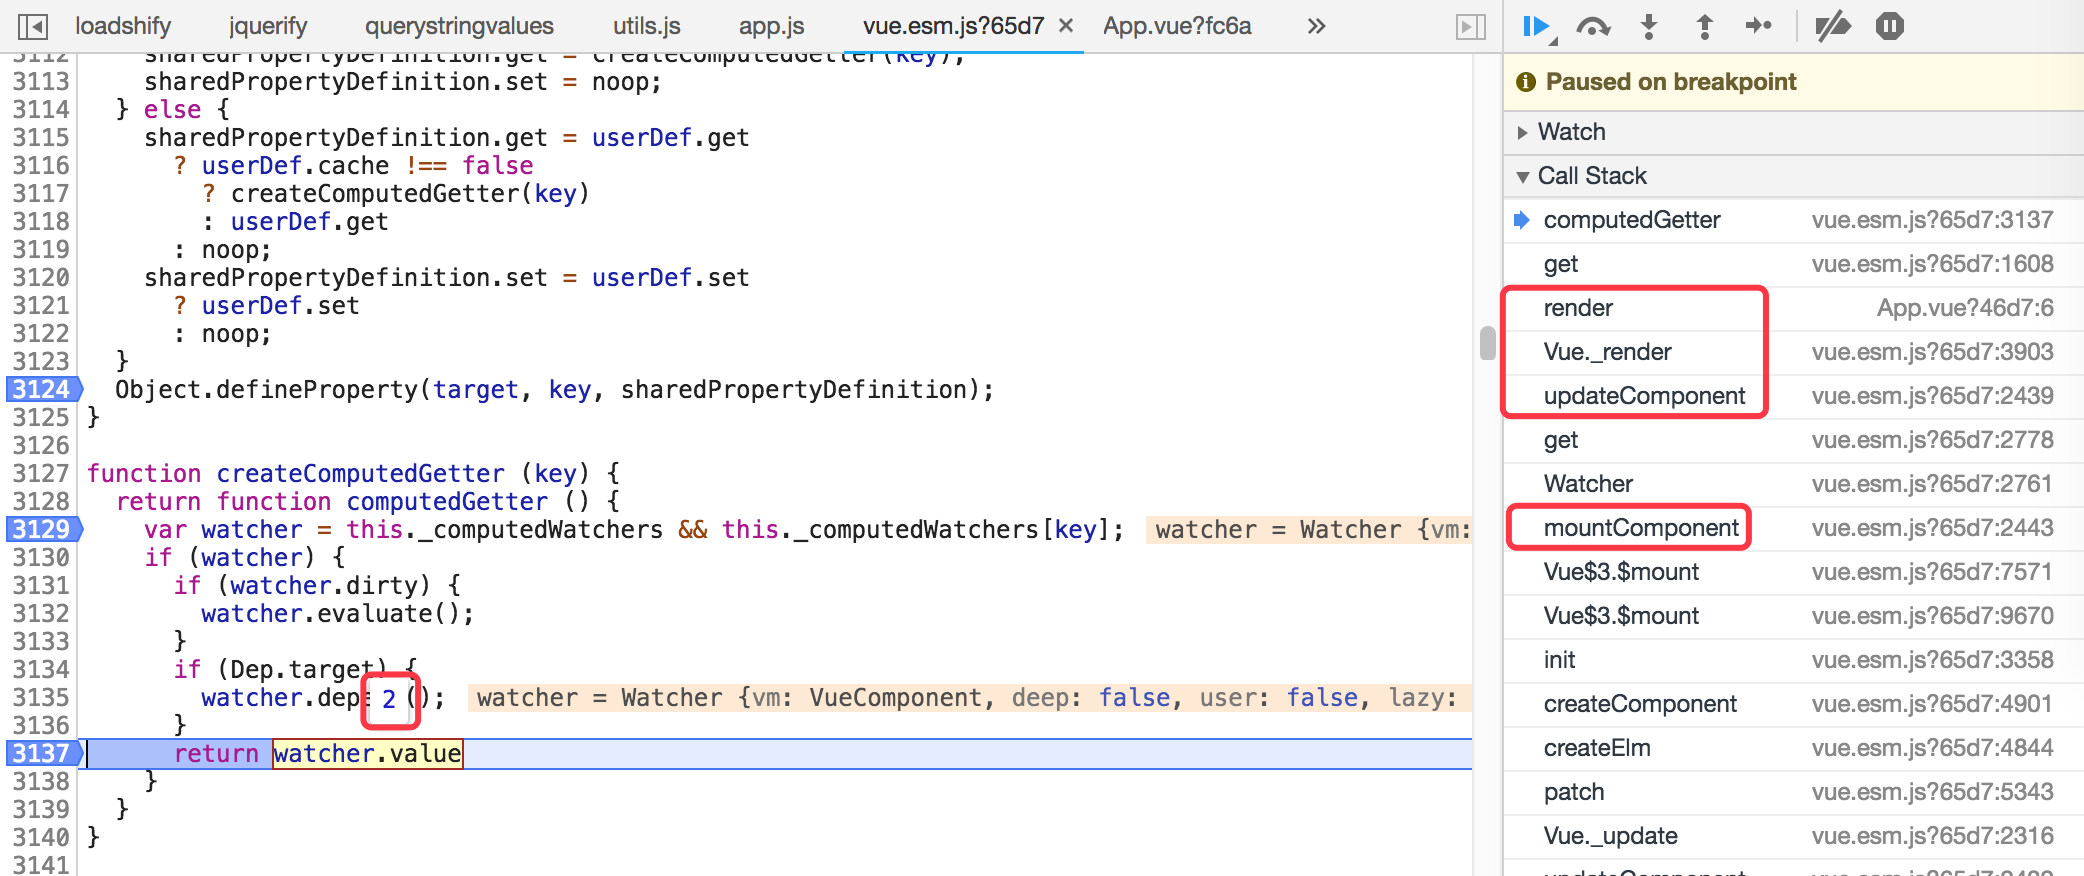 loadshify jquerify querystringvalues utils.js app.js vue.esm.js?65d7 × App.vue?fc6a »
3112 sharedPropertyDefinition.get = createComputedGetter(key);
3113 sharedPropertyDefinition.set = noop;
3114 } else {
3115 sharedPropertyDefinition.get = userDef.get
3116 ? userDef.cache !== false
3117 ? createComputedGetter(key)
3118 : userDef.get
3119 : noop;
3120 sharedPropertyDefinition.set = userDef.set
3121 ? userDef.set
3122 : noop;
3123 }
3124 Object.defineProperty(target, key, sharedPropertyDefinition);
3125 }
3126
3127 function createComputedGetter (key) {
3128 return function computedGetter () {
3129 var watcher = this._computedWatchers && this._computedWatchers[key]; watcher = Watcher {vm:
3130 if (watcher) {
3131 if (watcher.dirty) {
3132 watcher.evaluate();
3133 }
3134 if (Dep.target) {
3135 watcher.dep 2 (); watcher = Watcher {vm: VueComponent, deep: false, user: false, lazy:
3136 }
3137 return watcher.value
3138 }
3139 }
3140 }
3141
Paused on breakpoint
Watch
Call Stack
computedGetter vue.esm.js?65d7:3137
get vue.esm.js?65d7:1608
render App.vue?46d7:6
Vue._render vue.esm.js?65d7:3903
updateComponent vue.esm.js?65d7:2439
get vue.esm.js?65d7:2778
Watcher vue.esm.js?65d7:2761
mountComponent vue.esm.js?65d7:2443
Vue$3.$mount vue.esm.js?65d7:7571
Vue$3.$mount vue.esm.js?65d7:9670
init vue.esm.js?65d7:3358
createComponent vue.esm.js?65d7:4901
createElm vue.esm.js?65d7:4844
patch vue.esm.js?65d7:5343
Vue._update vue.esm.js?65d7:2316
updateComponent vue.esm.js?65d7:2439